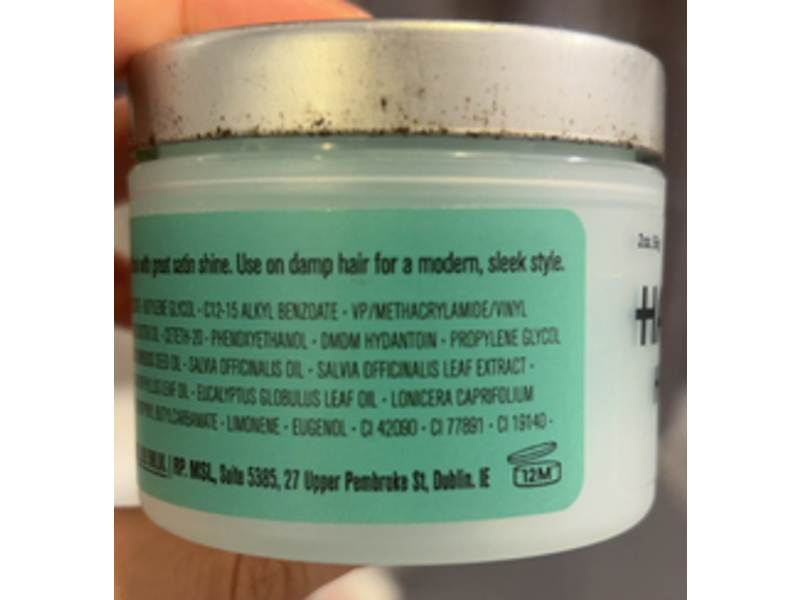 with great satin shine. Use on damp hair for a modern, sleek style.
BUTYLENE GLYCOL • C12-15 ALKYL BENZOATE • VP/METHACRYLAMIDE/VINYL
OIL • CETETH-20 • PHENOXYETHANOL • DMDM HYDANTOIN • PROPYLENE GLYCOL
SEED OIL • SALVIA OFFICINALIS OIL • SALVIA OFFICINALIS LEAF EXTRACT •
LEAF OIL • EUCALYPTUS GLOBULUS LEAF OIL • LONICERA CAPRIFOLIUM
BUTYLCARBAMATE • LIMONENE • EUGENOL • CI 42090 • CI 77891 • CI 19140 •
RP. MSL, Suite 5385, 27 Upper Pembroke St, Dublin. IE
12M